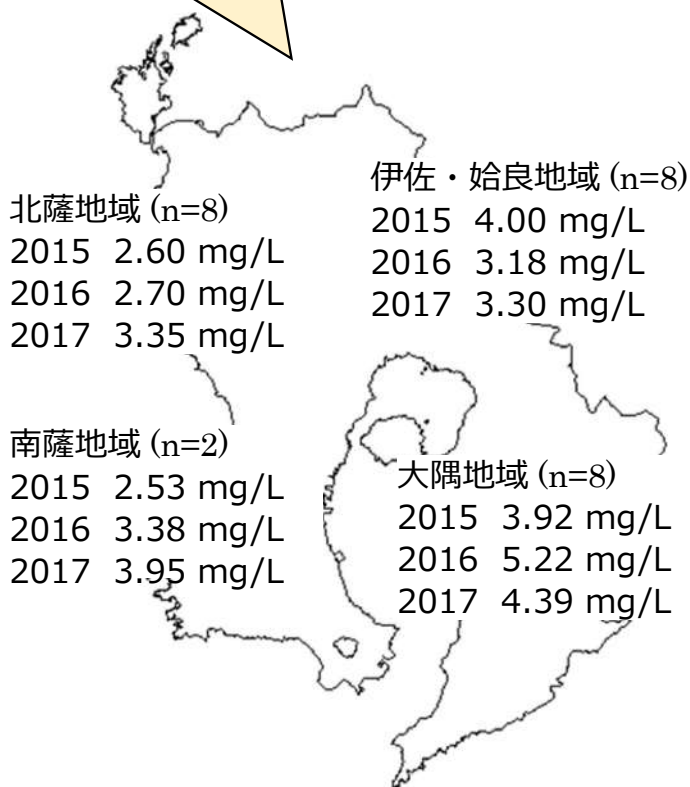 北薩地域 (n=8)
2015 2.60 mg/L
2016 2.70 mg/L
2017 3.35 mg/L
伊佐・姶良地域 (n=8)
2015 4.00 mg/L
2016 3.18 mg/L
2017 3.30 mg/L
南薩地域 (n=2)
2015 2.53 mg/L
2016 3.38 mg/L
2017 3.95 mg/L
大隅地域 (n=8)
2015 3.92 mg/L
2016 5.22 mg/L
2017 4.39 mg/L